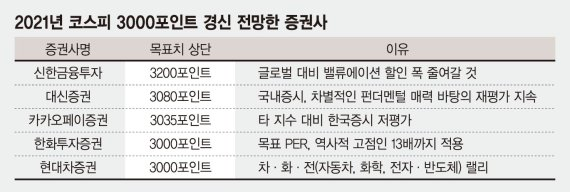 2021년 코스피 3000포인트 경신 전망한 증권사
증권사명 목표치 상단 이유
신한금융투자 3200포인트 글로벌 대비 밸류에이션 할인 폭 줄여갈 것
대신증권 3080포인트 국내증시, 차별적인 펀더멘털 매력 바탕의 재평가 지속
카카오페이증권 3035포인트 타 지수 대비 한국증시 저평가
한화투자증권 3000포인트 목표 PER, 역사적 고점인 13배까지 적용
현대차증권 3000포인트 차·화·전(자동차, 화학, 전자·반도체) 랠리